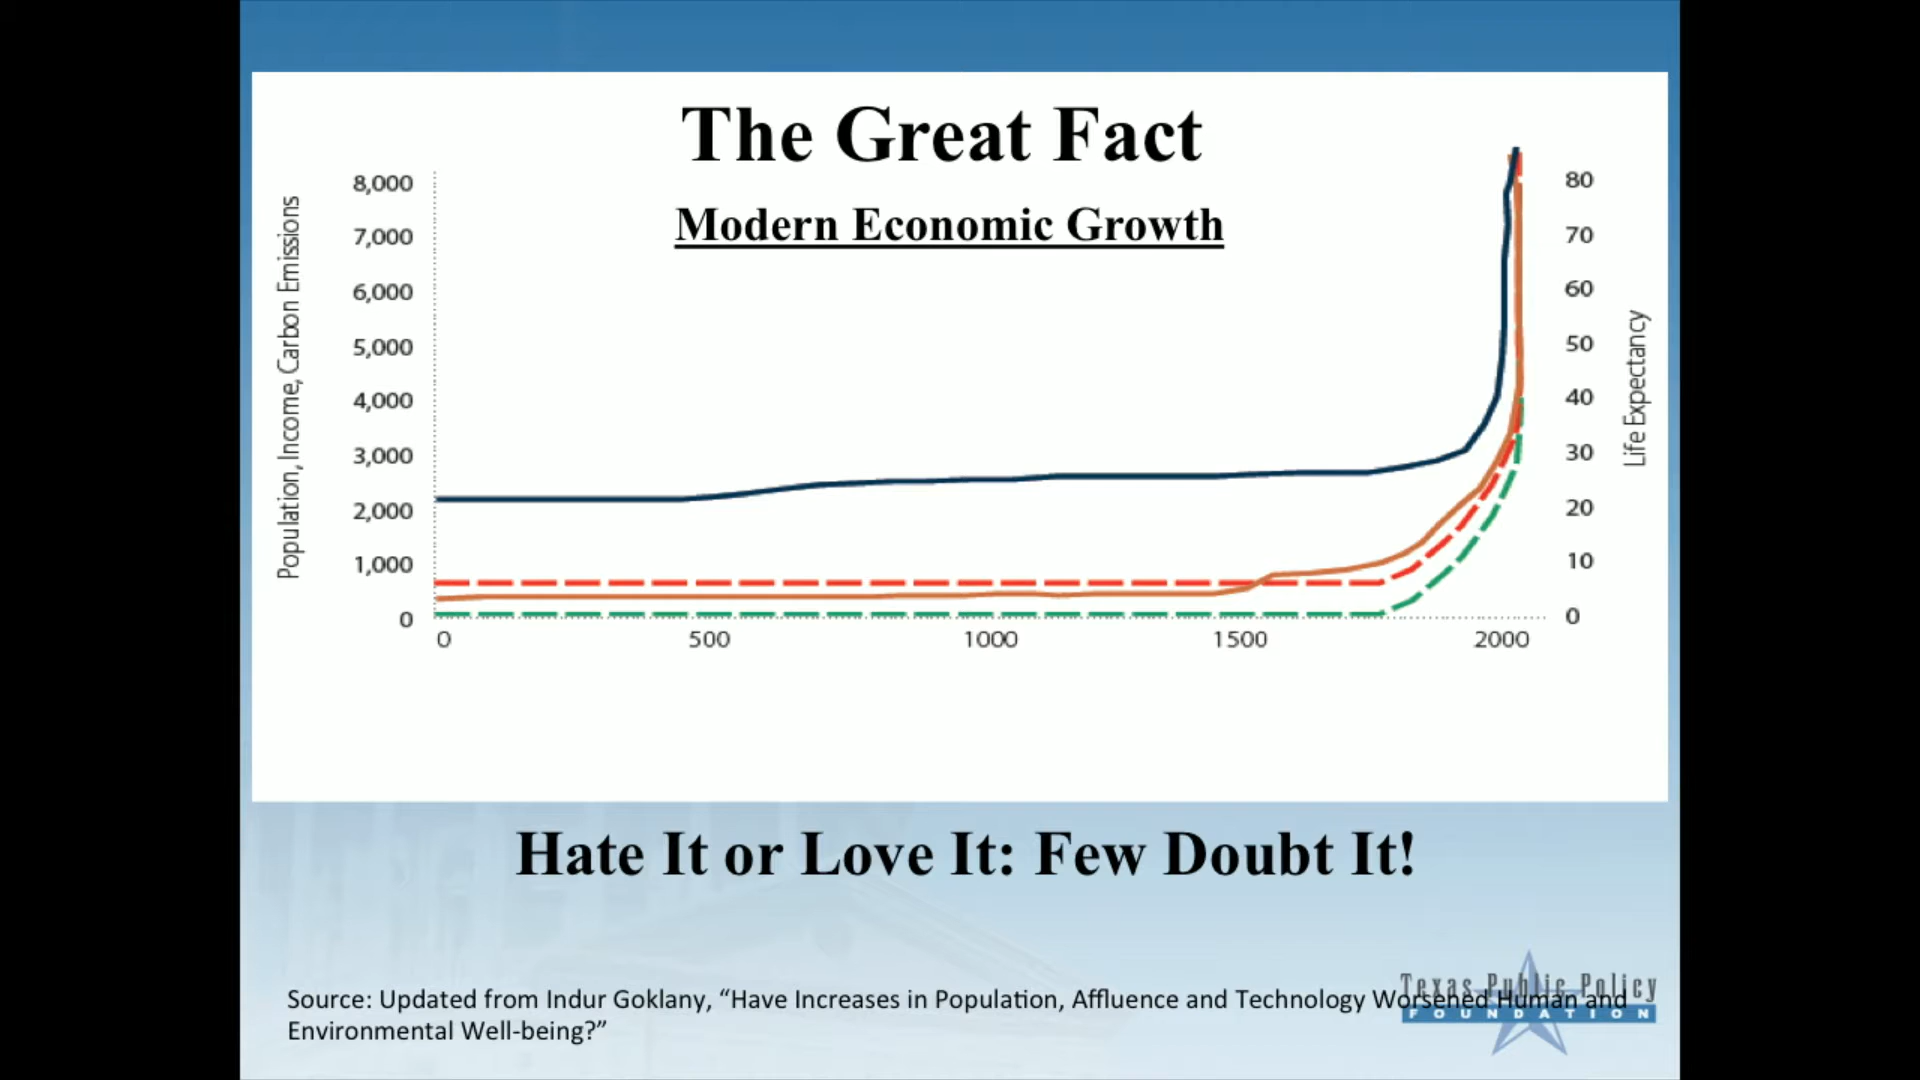 The Great Fact
Modern Economic Growth
Population, Income, Carbon Emissions
8,000
7,000
6,000
5,000
4,000
3,000
2,000
1,000
0
0 500 1000 1500 2000
80
70
60
50
40
30
20
10
0
Life Expectancy
Hate It or Love It: Few Doubt It!
Source: Updated from Indur Goklany, “Have Increases in Population, Affluence and Technology Worsened Human and
Environmental Well-being?”
Texas Public Policy
FOUNDATION